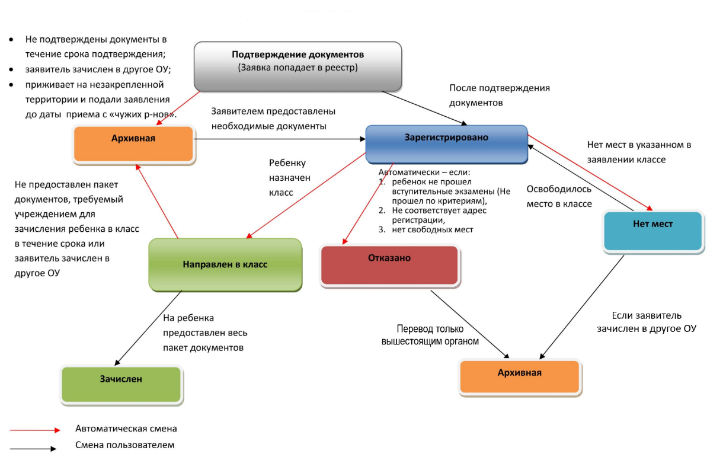 Не подтверждены документы в
течение срока подтверждения;
заявитель зачислен в другое ОУ;
приживает на незакрепленной
территории и подали заявления
до даты приема с «чужих р-нов».
Подтверждение документов
(Заявка попадает в реестр)
После подтверждения
документов
Заявителем предоставлены
необходимые документы
Архивная
Зарегистрировано
Нет мест в указанном в
заявлении классе
Ребенку
назначен
класс
Автоматически – если:
1. ребенок не прошел
вступительные экзамены (Не
прошел по критериям),
2. Не соответствует адрес
регистрации,
3. нет свободных мест
Освободилось
место в классе
Не предоставлен пакет
документов, требуемый
учреждением для
зачисления ребенка в класс
в течение срока или
заявитель зачислен в
другое ОУ
Нет мест
Направлен в класс
Отказано
На ребенка
предоставлен весь
пакет документов
Перевод только
вышестоящим органом
Если заявитель
зачислен в другое ОУ
Зачислен
Архивная
Автоматическая смена
Смена пользователем